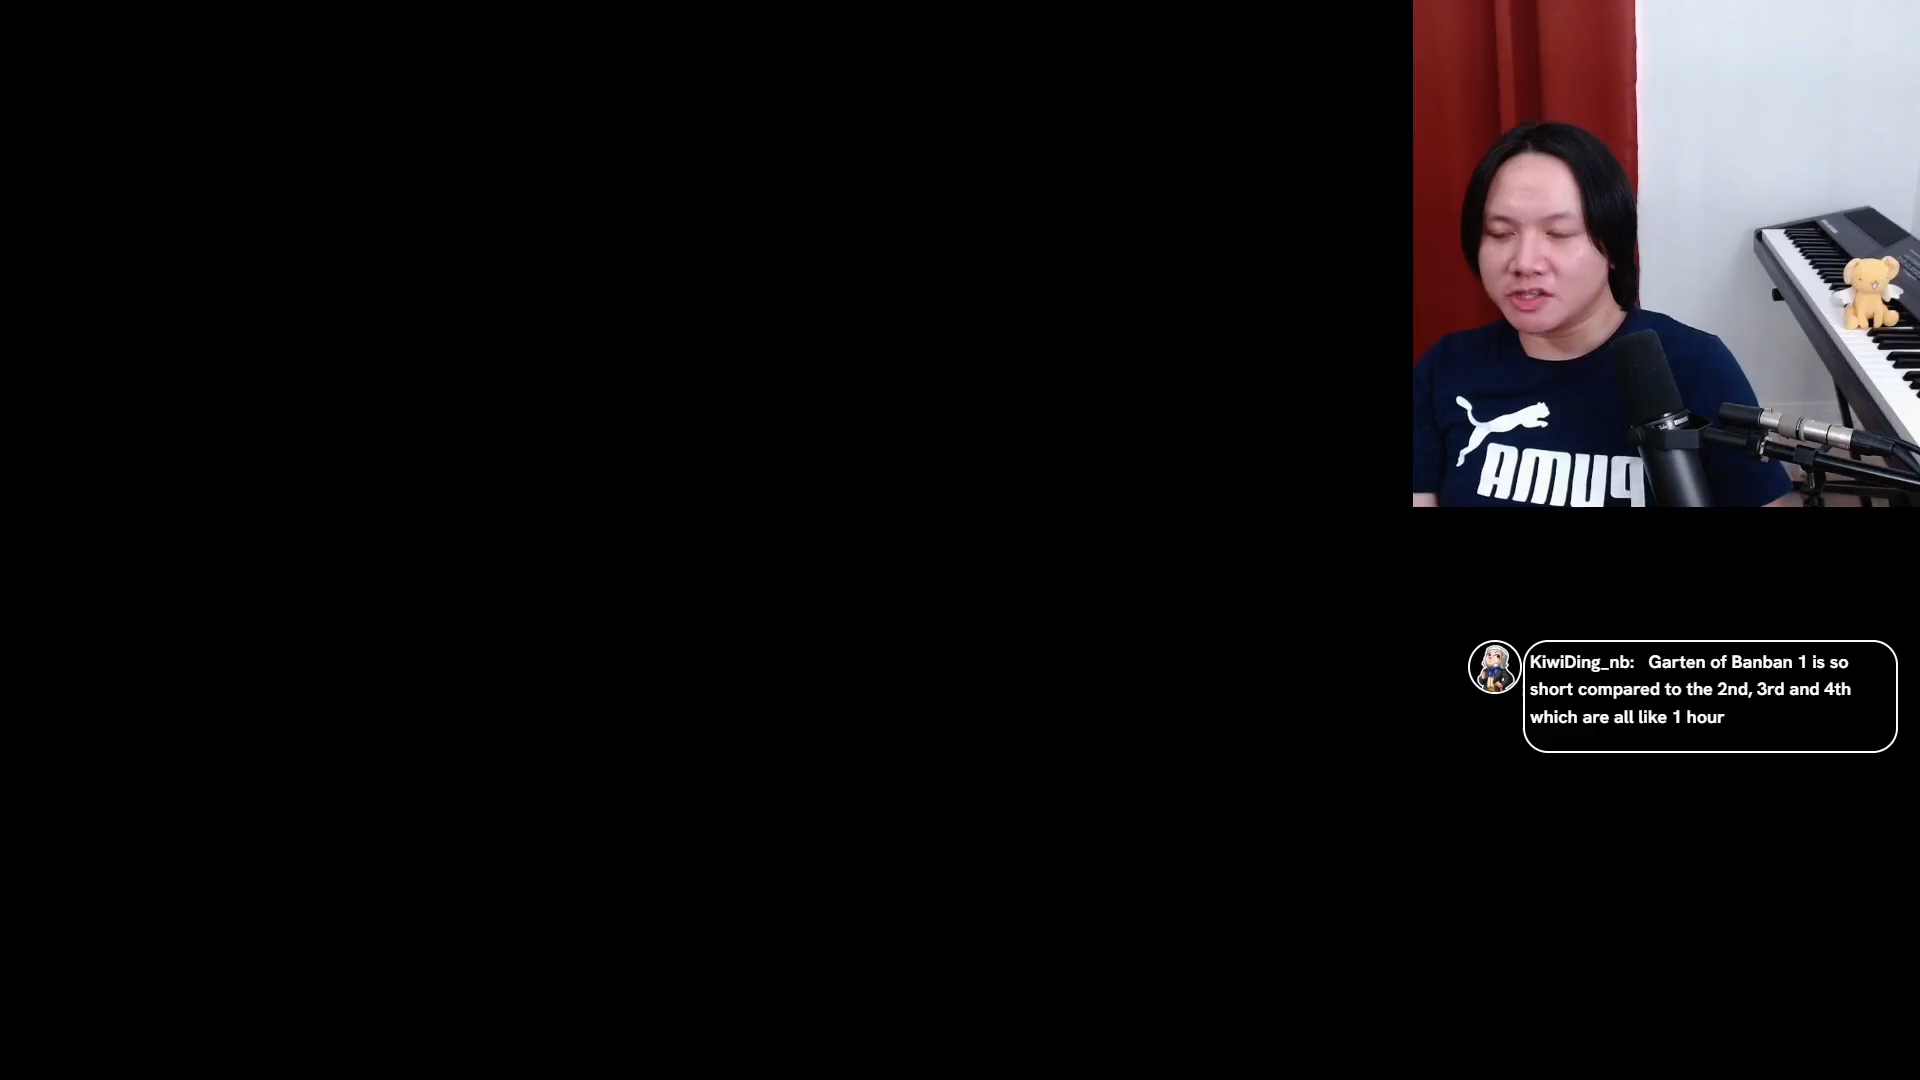 PUMA
KiwiDing_nb: Garten of Banban 1 is so
short compared to the 2nd, 3rd and 4th
which are all like 1 hour